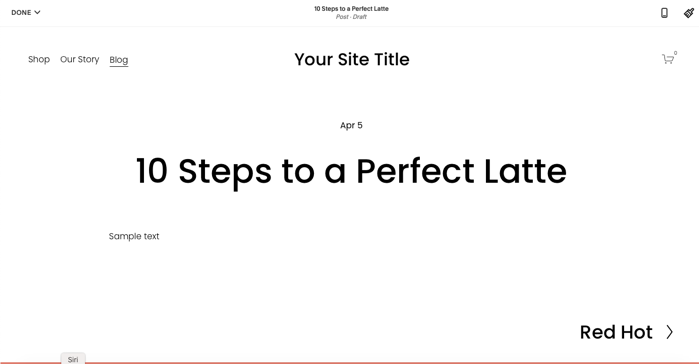 DONE
10 Steps to a Perfect Latte
Post · Draft
Shop Our Story Blog
Your Site Title
0
Apr 5
10 Steps to a Perfect Latte
Sample text
Red Hot
Siri